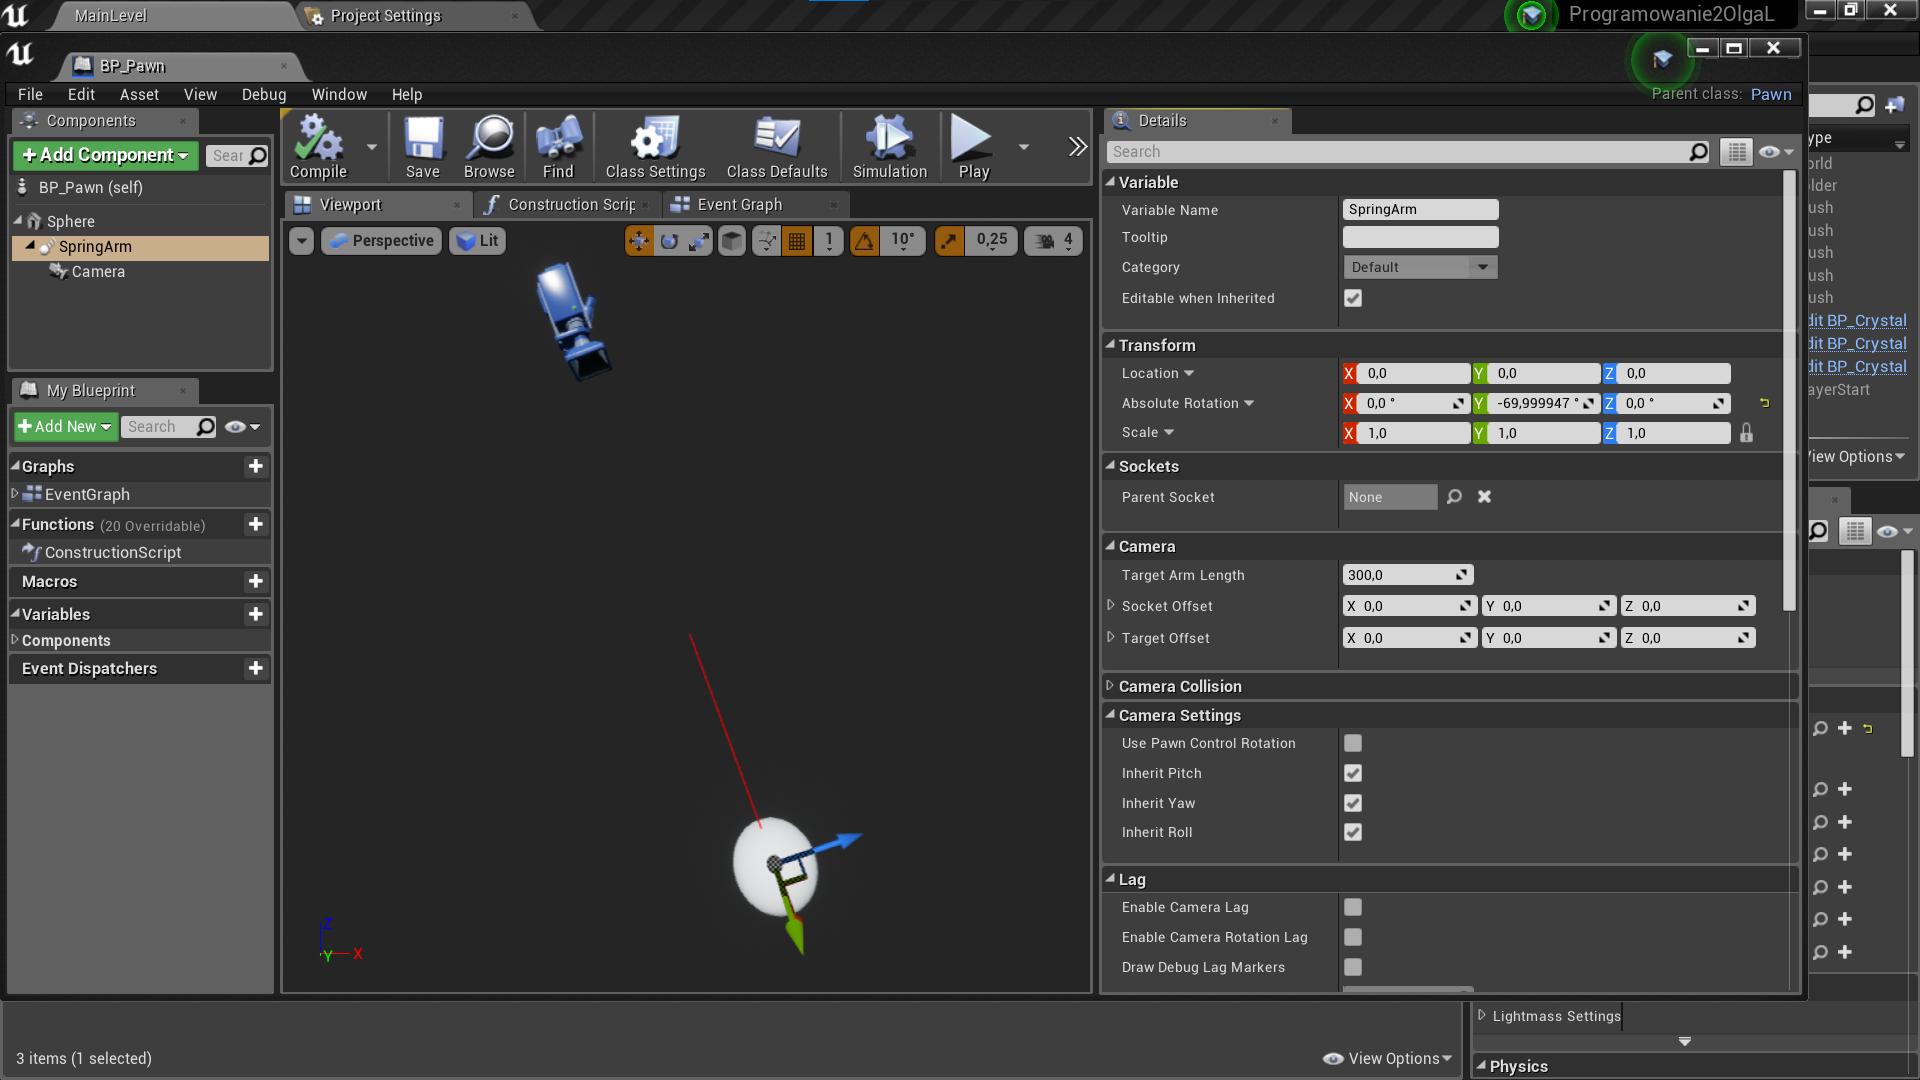 MainLevel
Project Settings
Programowanie2OlgaL
BP_Pawn
File Edit Asset View Debug Window Help
Parent class: Pawn
Components
Add Component
Sear
BP_Pawn (self)
Sphere
SpringArm
Camera
My Blueprint
Add New
Search
Graphs
EventGraph
Functions (20 Overridable)
ConstructionScript
Macros
Variables
Components
Event Dispatchers
Compile
Save
Browse
Find
Class Settings
Class Defaults
Simulation
Play
Viewport
Construction Scrip
Event Graph
Perspective
Lit
1
10°
0,25
4
Z
Y
X
Details
Search
Variable
Variable Name SpringArm
Tooltip
Category Default
Editable when Inherited
Transform
Location X 0,0 Y 0,0 Z 0,0
Absolute Rotation X 0,0 ° Y -69,999947 ° Z 0,0 °
Scale X 1,0 Y 1,0 Z 1,0
Sockets
Parent Socket None
Camera
Target Arm Length 300,0
Socket Offset X 0,0 Y 0,0 Z 0,0
Target Offset X 0,0 Y 0,0 Z 0,0
Camera Collision
Camera Settings
Use Pawn Control Rotation
Inherit Pitch
Inherit Yaw
Inherit Roll
Lag
Enable Camera Lag
Enable Camera Rotation Lag
Draw Debug Lag Markers
ype
orld
lder
ush
ush
ush
ush
ush
dit BP_Crystal
dit BP_Crystal
dit BP_Crystal
ayerStart
View Options
3 items (1 selected)
View Options
Lightmass Settings
Physics